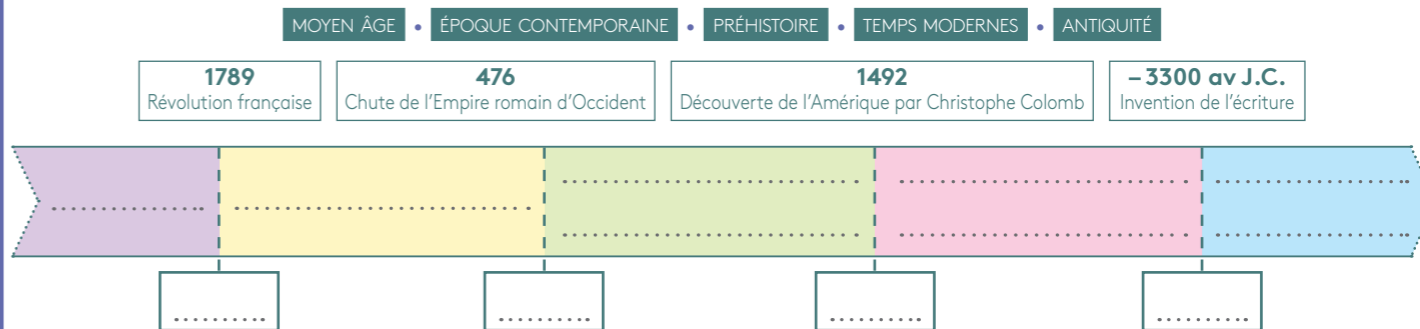 MOYEN ÂGE • ÉPOQUE CONTEMPORAINE • PRÉHISTOIRE • TEMPS MODERNES • ANTIQUITÉ
1789
Révolution française
476
Chute de l'Empire romain d'Occident
1492
Découverte de l'Amérique par Christophe Colomb
– 3300 av J.C.
Invention de l'écriture